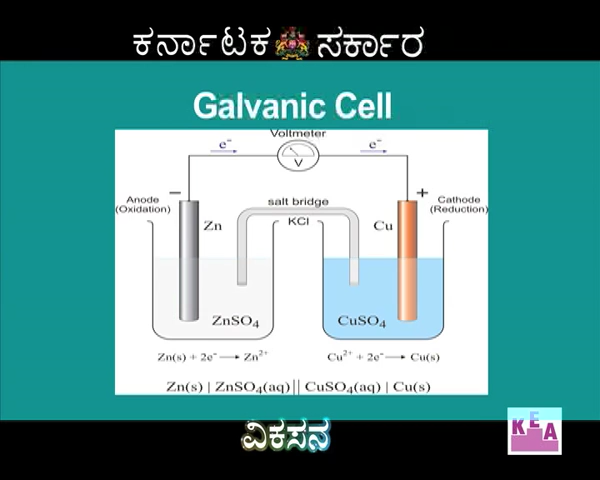 ಕರ್ನಾಟಕ ಸರ್ಕಾರ
Galvanic Cell
Voltmeter
e⁻ e⁻
V
− +
Anode
(Oxidation)
Cathode
(Reduction)
Zn
salt bridge
KCl
Cu
ZnSO₄ CuSO₄
Zn(s) + 2e⁻ → Zn²⁺ Cu²⁺ + 2e⁻ → Cu(s)
Zn(s) | ZnSO₄(aq) || CuSO₄(aq) | Cu(s)
ವಿಕಸನ
KEA